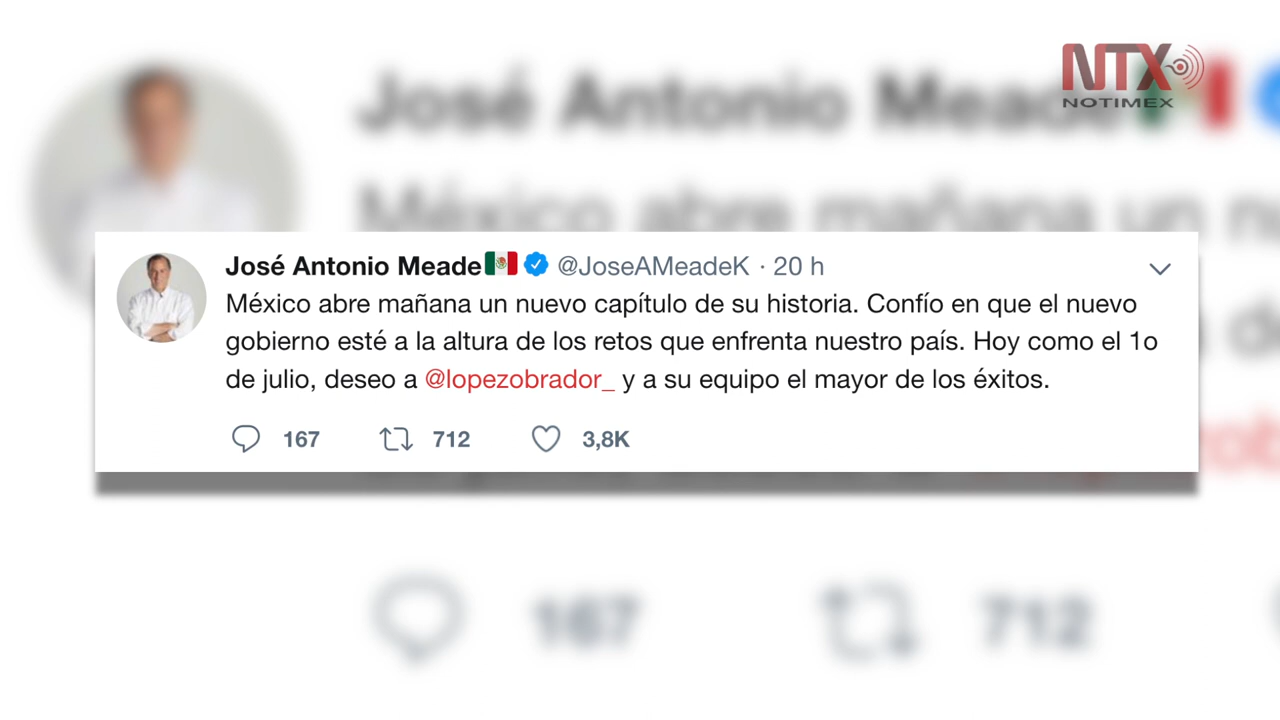 NTX
NOTIMEX
José Antonio Meade
México abre mañana un nu
José Antonio Meade @JoseAMeadeK · 20 h
México abre mañana un nuevo capítulo de su historia. Confío en que el nuevo
gobierno esté a la altura de los retos que enfrenta nuestro país. Hoy como el 1o
de julio, deseo a @lopezobrador_ y a su equipo el mayor de los éxitos.
167 712 3,8K
167 712